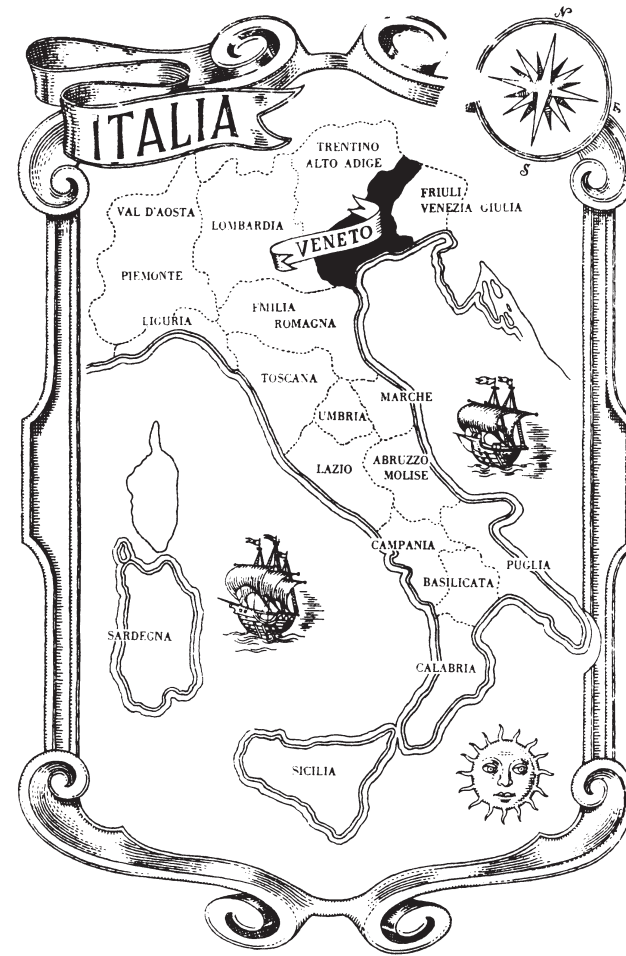 N
ITALIA
S
TRENTINO
ALTO ADIGE
FRIULI
VENEZIA GIULIA
VAL D'AOSTA
LOMBARDIA
VENETO
PIEMONTE
LIGURIA
EMILIA
ROMAGNA
TOSCANA
MARCHE
UMBRIA
LAZIO
ABRUZZO
MOLISE
CAMPANIA
PUGLIA
BASILICATA
SARDEGNA
CALABRIA
SICILIA